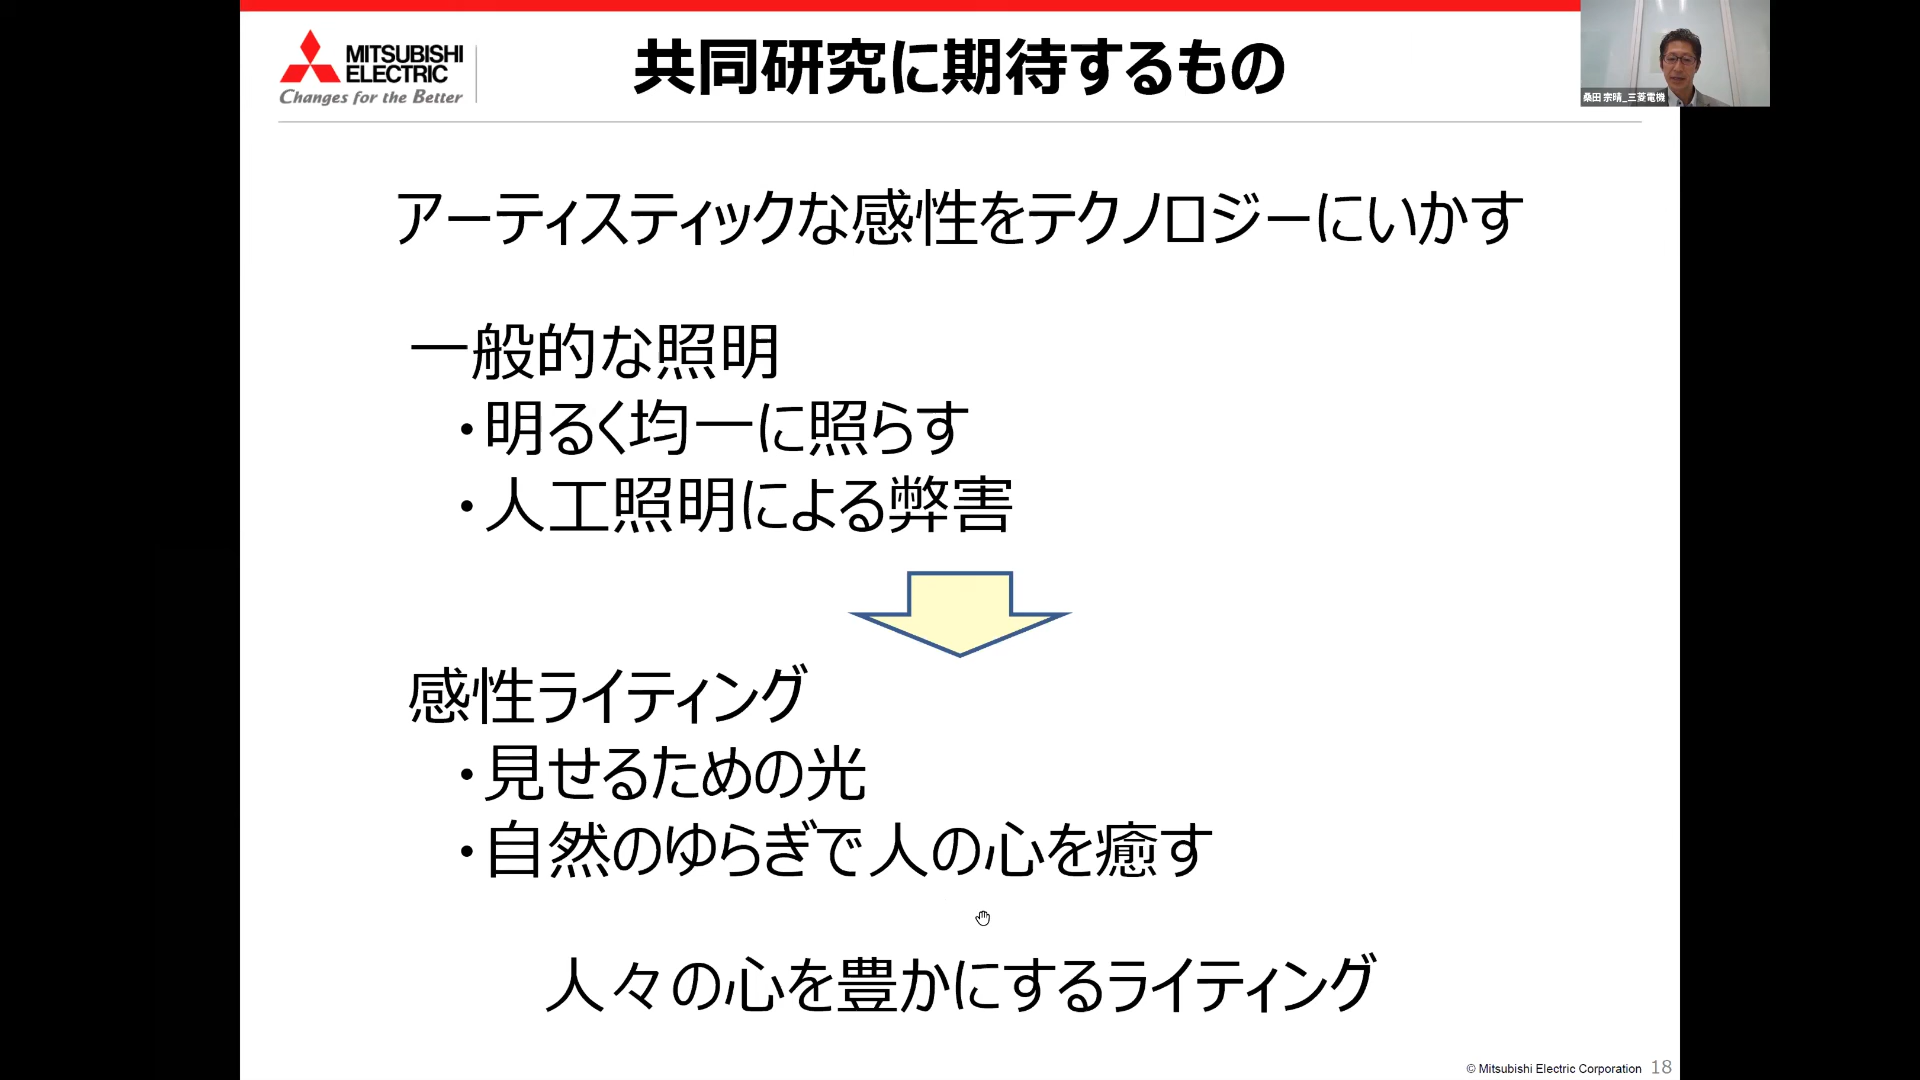 MITSUBISHI
ELECTRIC
Changes for the Better
共同研究に期待するもの
桑田 宗晴_三菱電機
アーティスティックな感性をテクノロジーにいかす
一般的な照明
・明るく均一に照らす
・人工照明による弊害
感性ライティング
・見せるための光
・自然のゆらぎで人の心を癒す
人々の心を豊かにするライティング
© Mitsubishi Electric Corporation 18